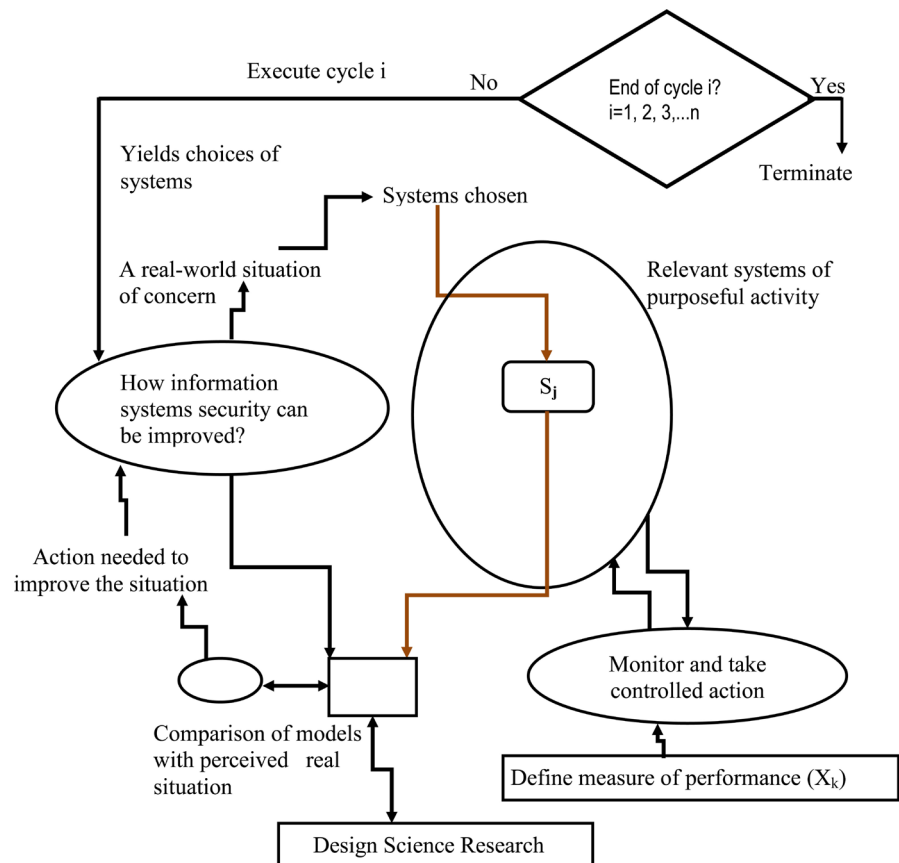 Execute cycle i
No
End of cycle i?
i=1, 2, 3,...n
Yes
Terminate
Yields choices of
systems
Systems chosen
A real-world situation
of concern
Relevant systems of
purposeful activity
How information
systems security can
be improved?
Sj
Action needed to
improve the situation
Monitor and take
controlled action
Comparison of models
with perceived real
situation
Define measure of performance (Xk)
Design Science Research